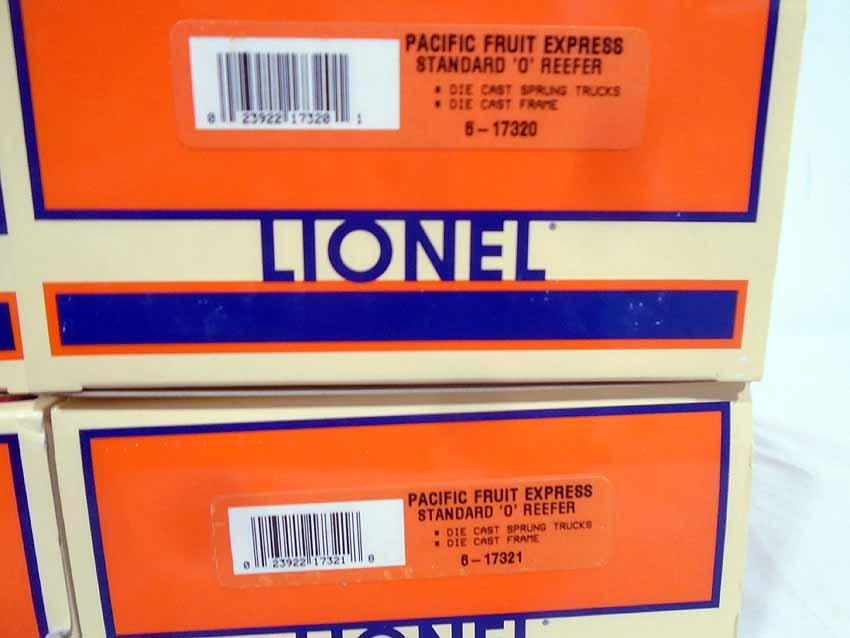 PACIFIC FRUIT EXPRESS
STANDARD 'O' REEFER
▪ DIE CAST SPRUNG TRUCKS
▪ DIE CAST FRAME
6-17320
0 23922 17320 1
LIONEL®
PACIFIC FRUIT EXPRESS
STANDARD 'O' REEFER
▪ DIE CAST SPRUNG TRUCKS
▪ DIE CAST FRAME
6-17321
0 23922 17321 8
LIONEL®